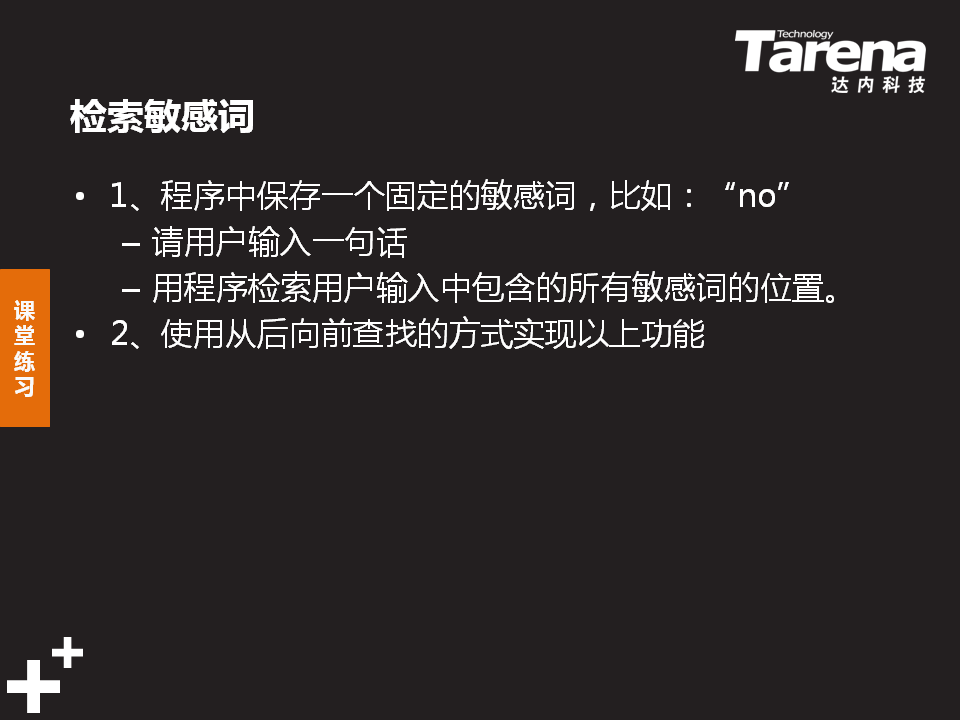 Technology
Tarena
达内科技
检索敏感词
• 1、程序中保存一个固定的敏感词，比如：“no”
– 请用户输入一句话
– 用程序检索用户输入中包含的所有敏感词的位置。
• 2、使用从后向前查找的方式实现以上功能
课
堂
练
习